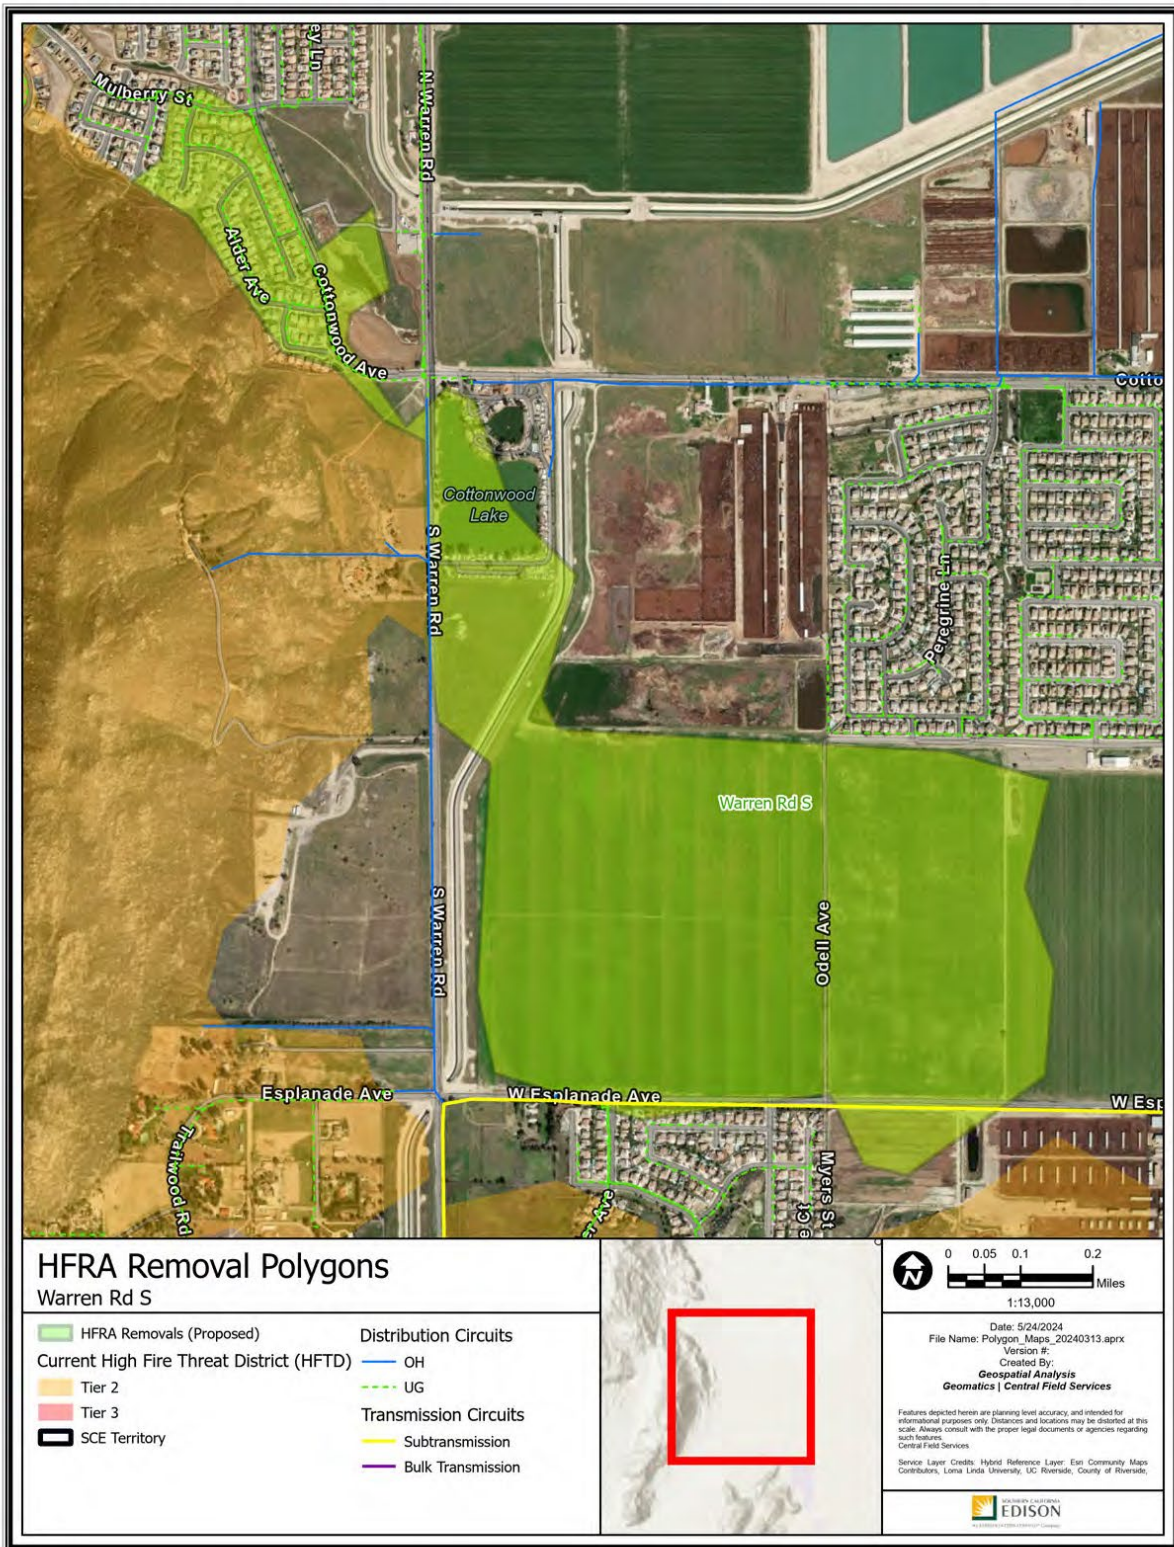 ey Ln
Mulberry St
N Warren Rd
Alder Ave
Cottonwood Ave
Cotto
Cottonwood
Lake
S Warren Rd
Peregrine Ln
Warren Rd S
S Warren Rd
Odell Ave
Esplanade Ave
W Esplanade Ave
W Esp
Trailwood Rd
er Ave
e Ct
Myers St
HFRA Removal Polygons
Warren Rd S
HFRA Removals (Proposed)
Current High Fire Threat District (HFTD)
Tier 2
Tier 3
SCE Territory
Distribution Circuits
OH
UG
Transmission Circuits
Subtransmission
Bulk Transmission
N
0 0.05 0.1 0.2
Miles
1:13,000
Date: 5/24/2024
File Name: Polygon_Maps_20240313.aprx
Version #:
Created By:
Geospatial Analysis
Geomatics | Central Field Services
Features depicted herein are planning level accuracy, and intended for
informational purposes only. Distances and locations may be distorted at this
scale. Always consult with the proper legal documents or agencies regarding
such features.
Central Field Services
Service Layer Credits: Hybrid Reference Layer: Esri Community Maps
Contributors, Loma Linda University, UC Riverside, County of Riverside,
SOUTHERN CALIFORNIA
EDISON